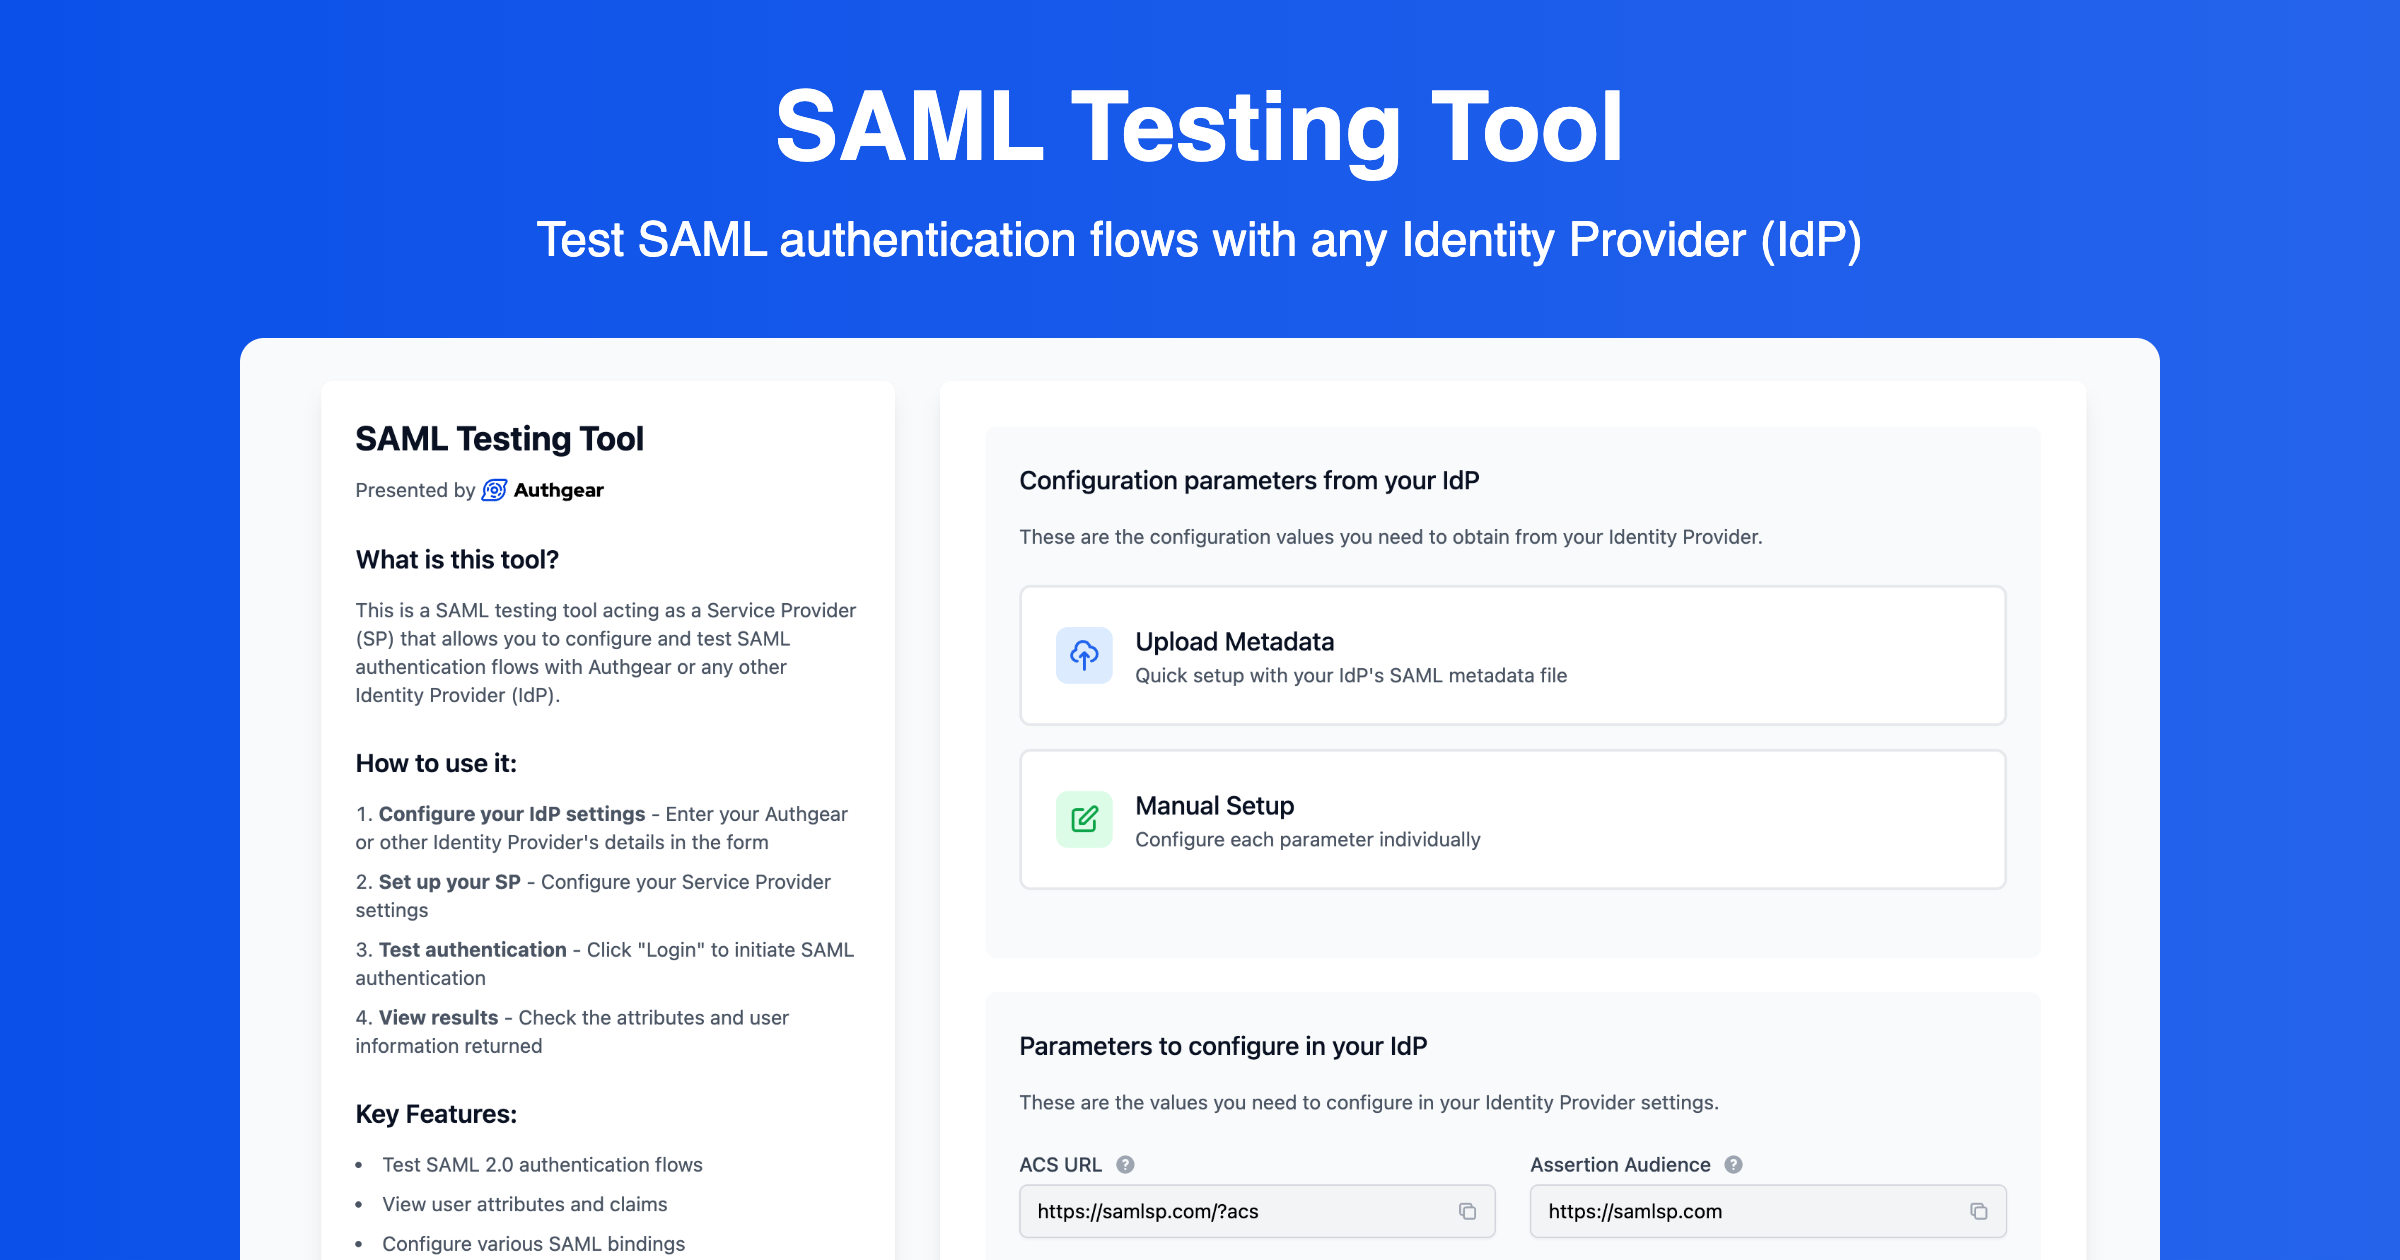 SAML Testing Tool
Test SAML authentication flows with any Identity Provider (IdP)
SAML Testing Tool
Presented by Authgear
What is this tool?
This is a SAML testing tool acting as a Service Provider
(SP) that allows you to configure and test SAML
authentication flows with Authgear or any other
Identity Provider (IdP).
How to use it:
1. Configure your IdP settings - Enter your Authgear
or other Identity Provider's details in the form
2. Set up your SP - Configure your Service Provider
settings
3. Test authentication - Click "Login" to initiate SAML
authentication
4. View results - Check the attributes and user
information returned
Key Features:
• Test SAML 2.0 authentication flows
• View user attributes and claims
• Configure various SAML bindings
Configuration parameters from your IdP
These are the configuration values you need to obtain from your Identity Provider.
Upload Metadata
Quick setup with your IdP's SAML metadata file
Manual Setup
Configure each parameter individually
Parameters to configure in your IdP
These are the values you need to configure in your Identity Provider settings.
ACS URL ?
https://samlsp.com/?acs
Assertion Audience ?
https://samlsp.com